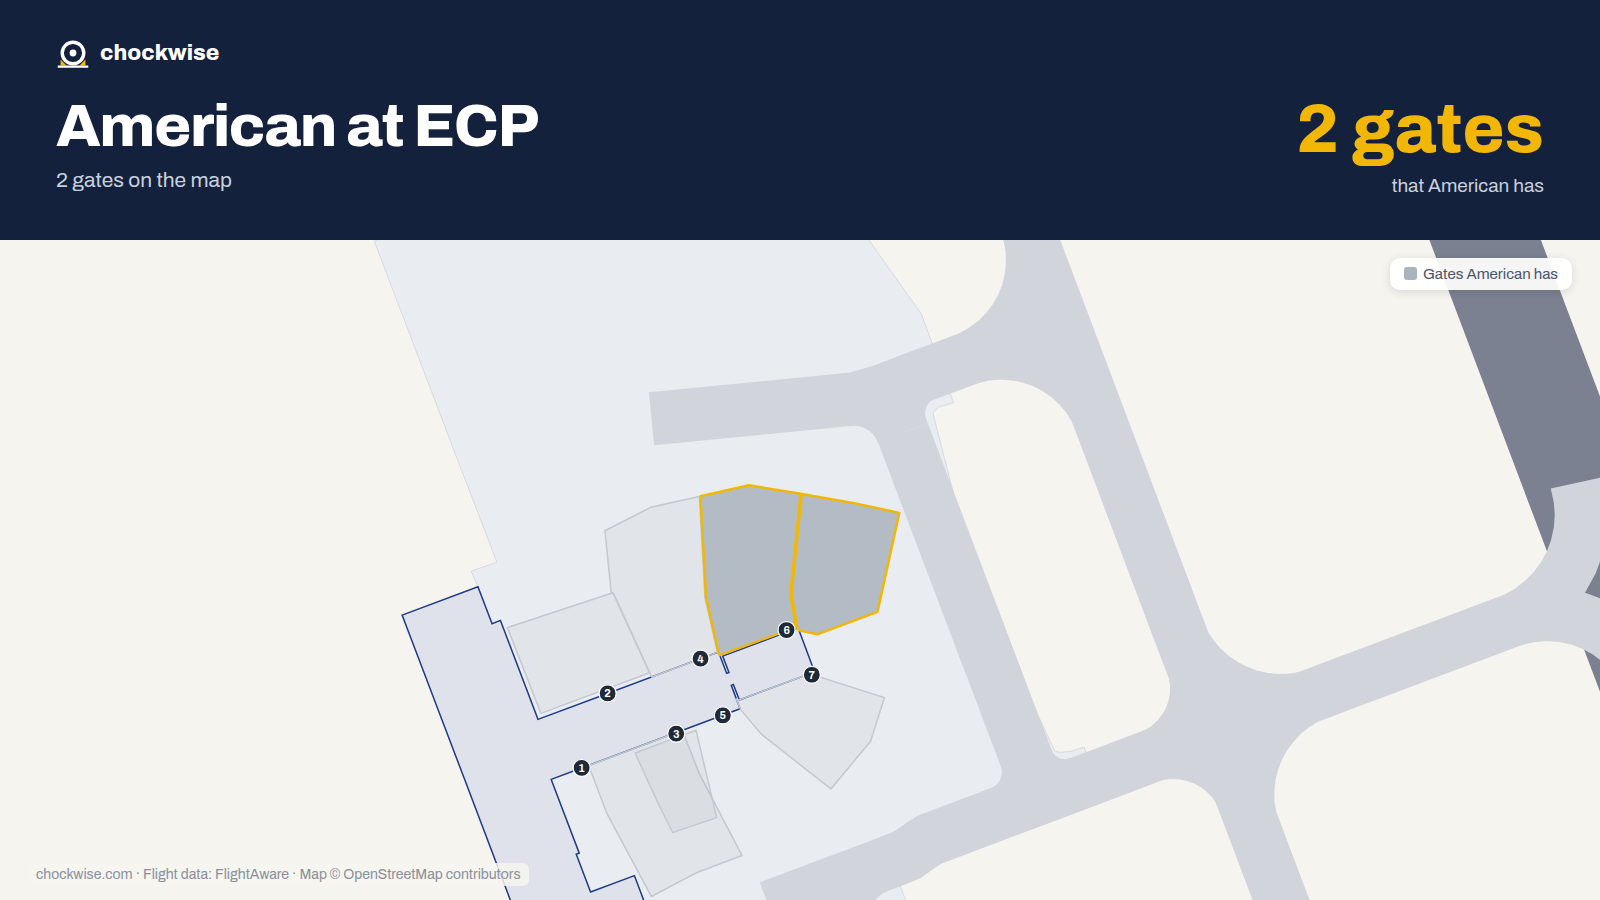 chockwise
American at ECP
2 gates on the map
2 gates
that American has
Gates American has
6
4
7
2
5
3
1
chockwise.com · Flight data: FlightAware · Map © OpenStreetMap contributors